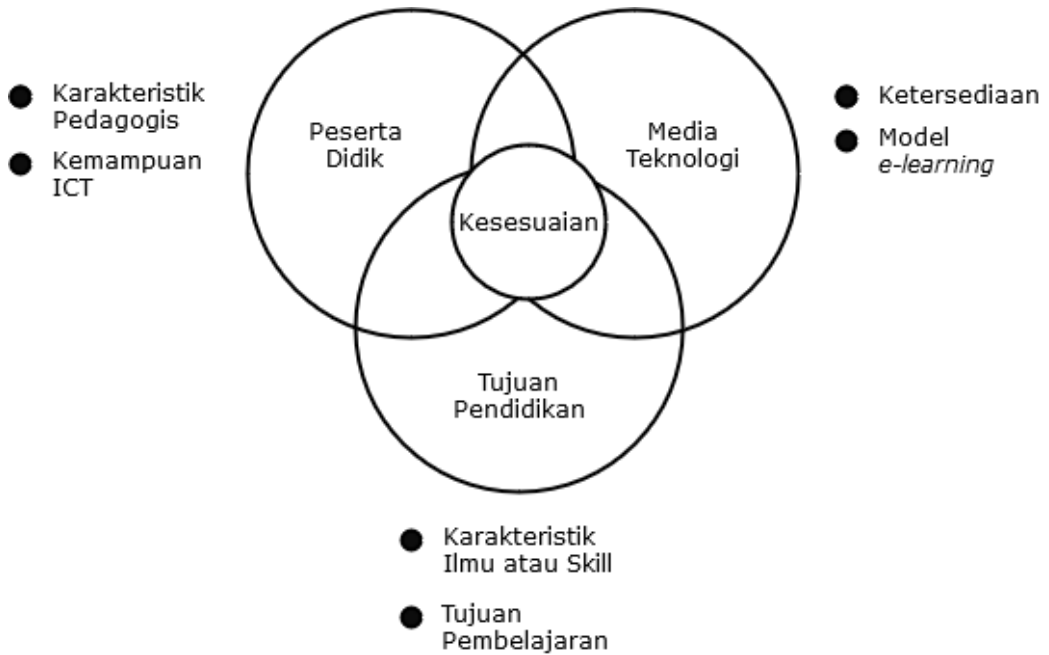 Karakteristik
Pedagogis
Kemampuan
ICT
Peserta
Didik
Media
Teknologi
Ketersediaan
Model
e-learning
Kesesuaian
Tujuan
Pendidikan
Karakteristik
Ilmu atau Skill
Tujuan
Pembelajaran